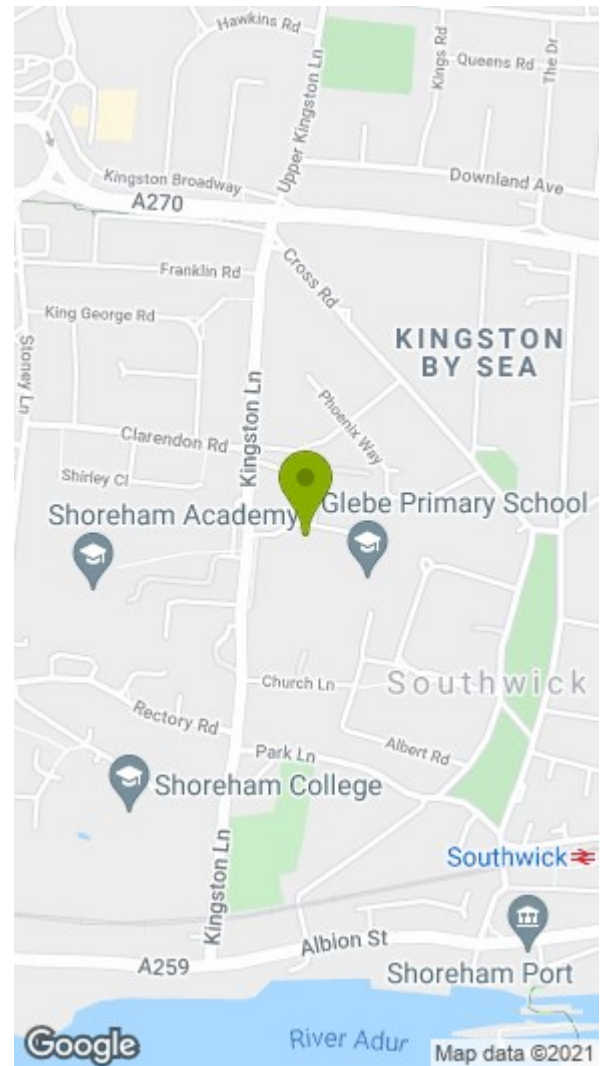 Hawkins Rd
Kings Rd
Queens Rd
The Dr
Upper Kingston Ln
Kingston Broadway
Downland Ave
A270
Franklin Rd
Cross Rd
King George Rd
KINGSTON
BY SEA
Stoney Ln
Kingston Ln
Phoenix Way
Clarendon Rd
Shirley Cl
Shoreham Academy
Glebe Primary School
Church Ln
Southwick
Rectory Rd
Park Ln
Albert Rd
Shoreham College
Southwick
Kingston Ln
Albion St
A259
Shoreham Port
River Adur
Google
Map data ©2021